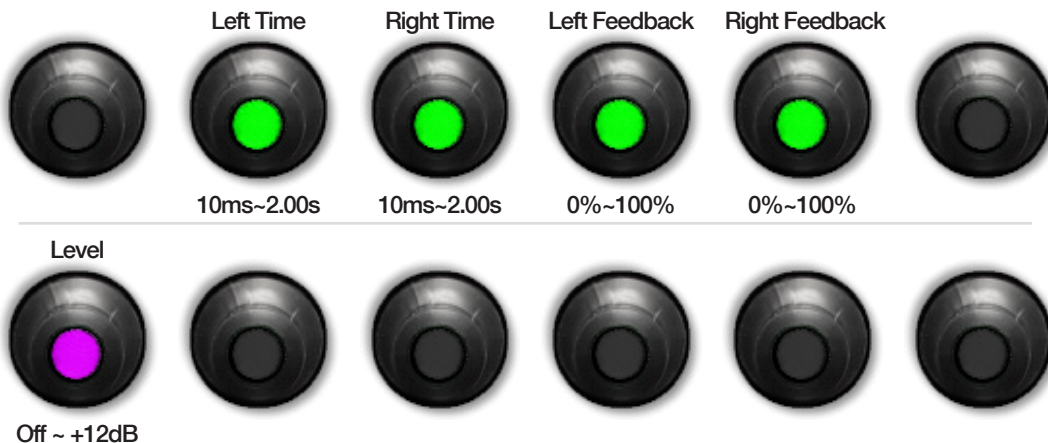 Left Time Right Time Left Feedback Right Feedback
10ms~2.00s 10ms~2.00s 0%~100% 0%~100%
Level
Off ~ +12dB